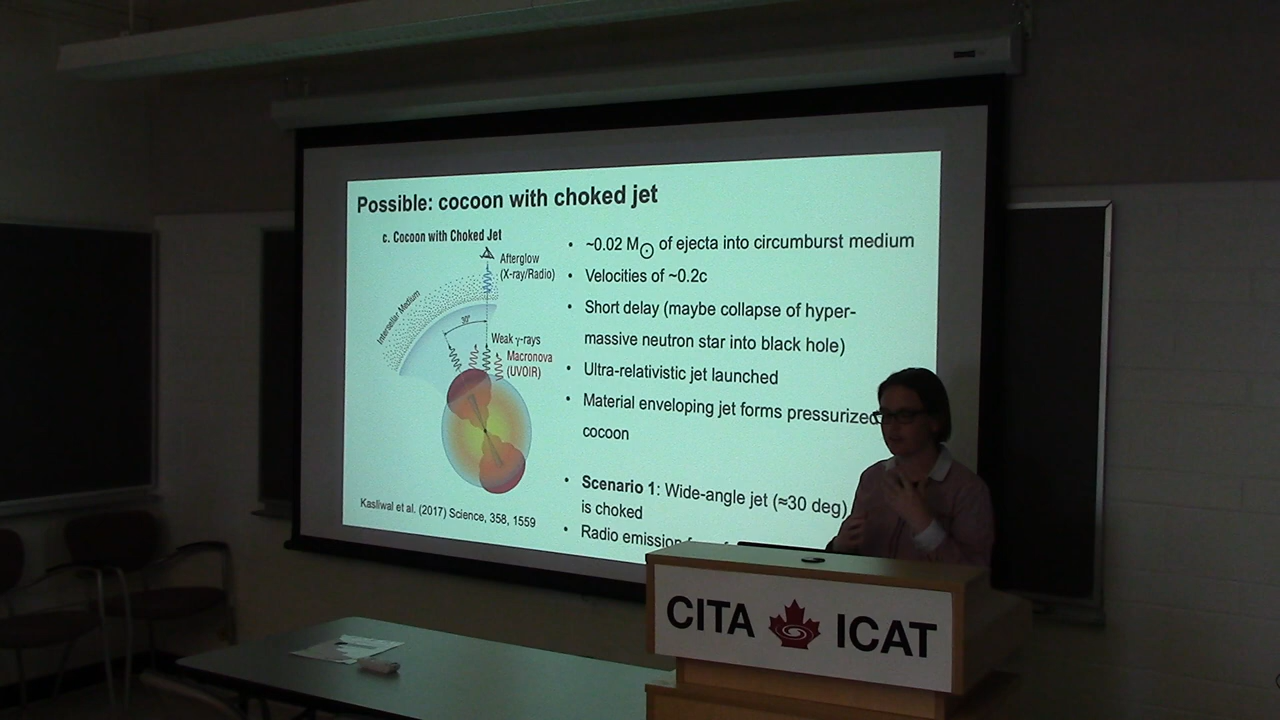 Possible: cocoon with choked jet
c. Cocoon with Choked Jet
Afterglow
(X-ray/Radio)
Interstellar Medium
30°
Weak γ-rays
Macronova
(UVOIR)
Kasliwal et al. (2017) Science, 358, 1559
• ~0.02 M☉ of ejecta into circumburst medium
• Velocities of ~0.2c
• Short delay (maybe collapse of hyper-
massive neutron star into black hole)
• Ultra-relativistic jet launched
• Material enveloping jet forms pressurized
cocoon
• Scenario 1: Wide-angle jet (≈30 deg)
is choked
• Radio emission
CITA ICAT